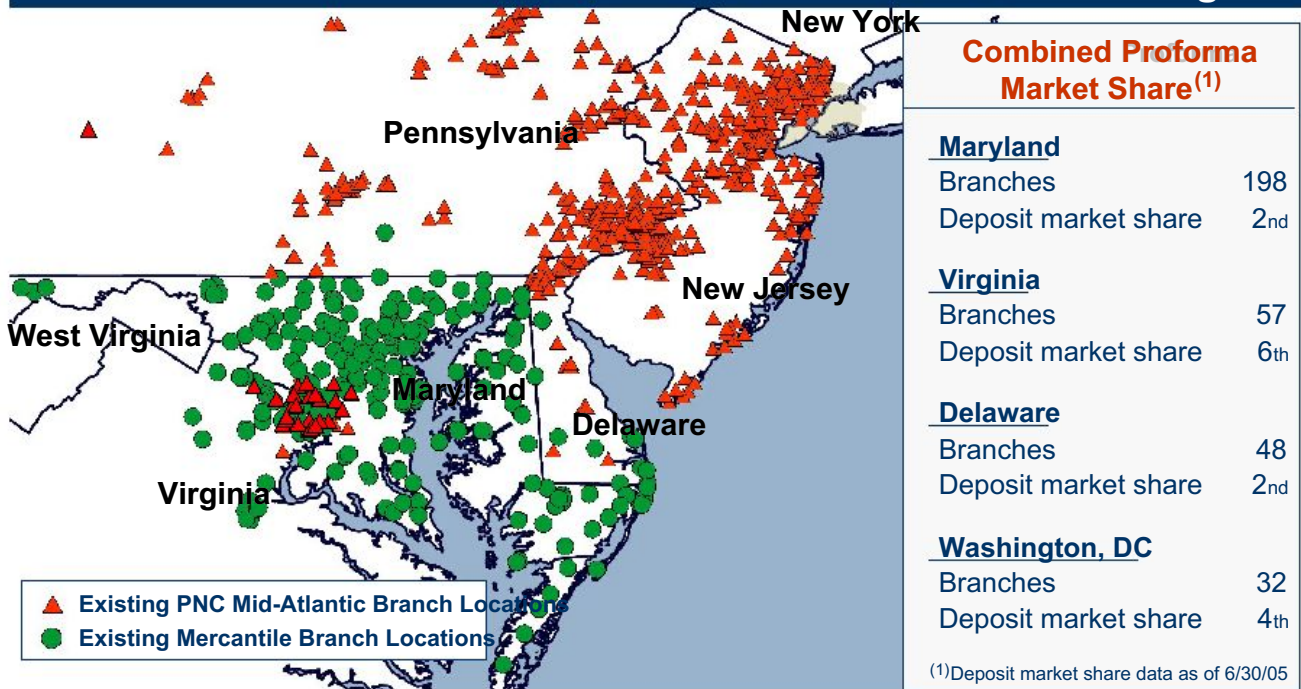 New York
Pennsylvania
New Jersey
West Virginia
Maryland
Delaware
Virginia
Existing PNC Mid-Atlantic Branch Locations
Existing Mercantile Branch Locations
Combined Proforma
Market Share(1)
Maryland
Branches 198
Deposit market share 2nd
Virginia
Branches 57
Deposit market share 6th
Delaware
Branches 48
Deposit market share 2nd
Washington, DC
Branches 32
Deposit market share 4th
(1)Deposit market share data as of 6/30/05